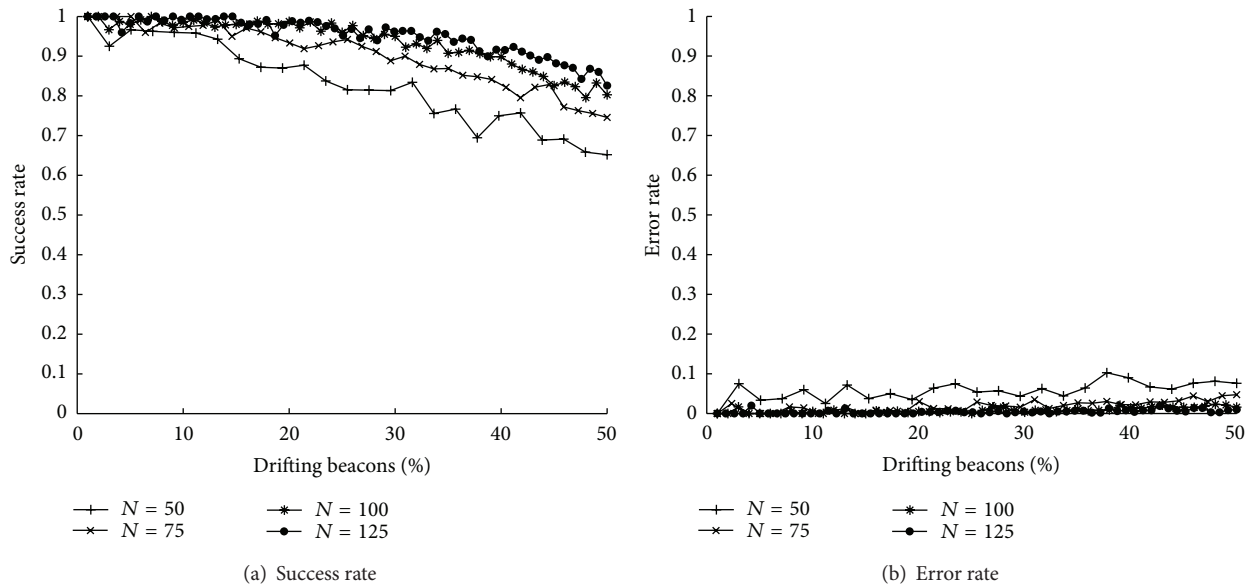 1
0.9
0.8
0.7
0.6
0.5
0.4
0.3
0.2
0.1
0
Success rate
0 10 20 30 40 50
Drifting beacons (%)
N = 50
N = 75
N = 100
N = 125
(a) Success rate
1
0.9
0.8
0.7
0.6
0.5
0.4
0.3
0.2
0.1
0
Error rate
0 10 20 30 40 50
Drifting beacons (%)
N = 50
N = 75
N = 100
N = 125
(b) Error rate